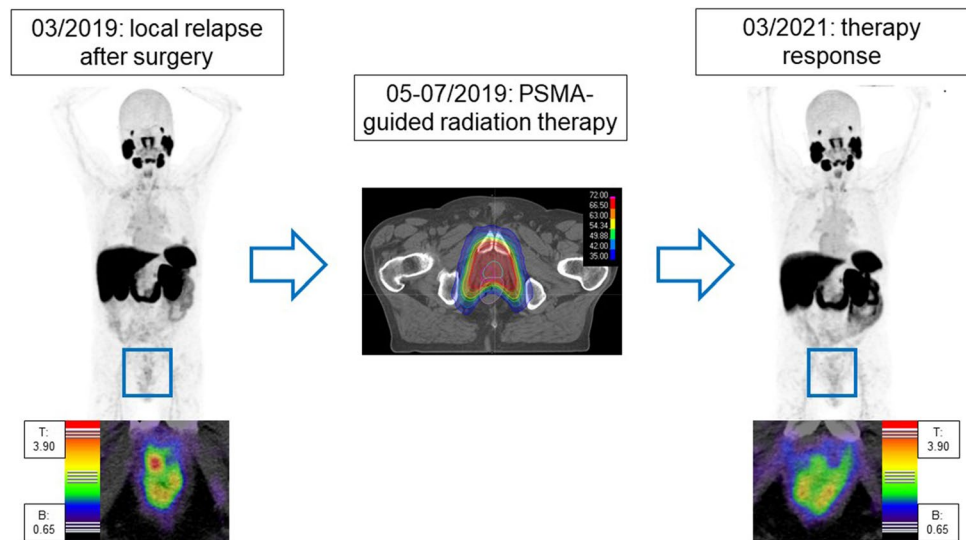 03/2019: local relapse
after surgery
05-07/2019: PSMA-
guided radiation therapy
03/2021: therapy
response
72.00
66.50
63.00
54.34
49.88
42.00
35.00
T:
3.90
B:
0.65
T:
3.90
B:
0.65